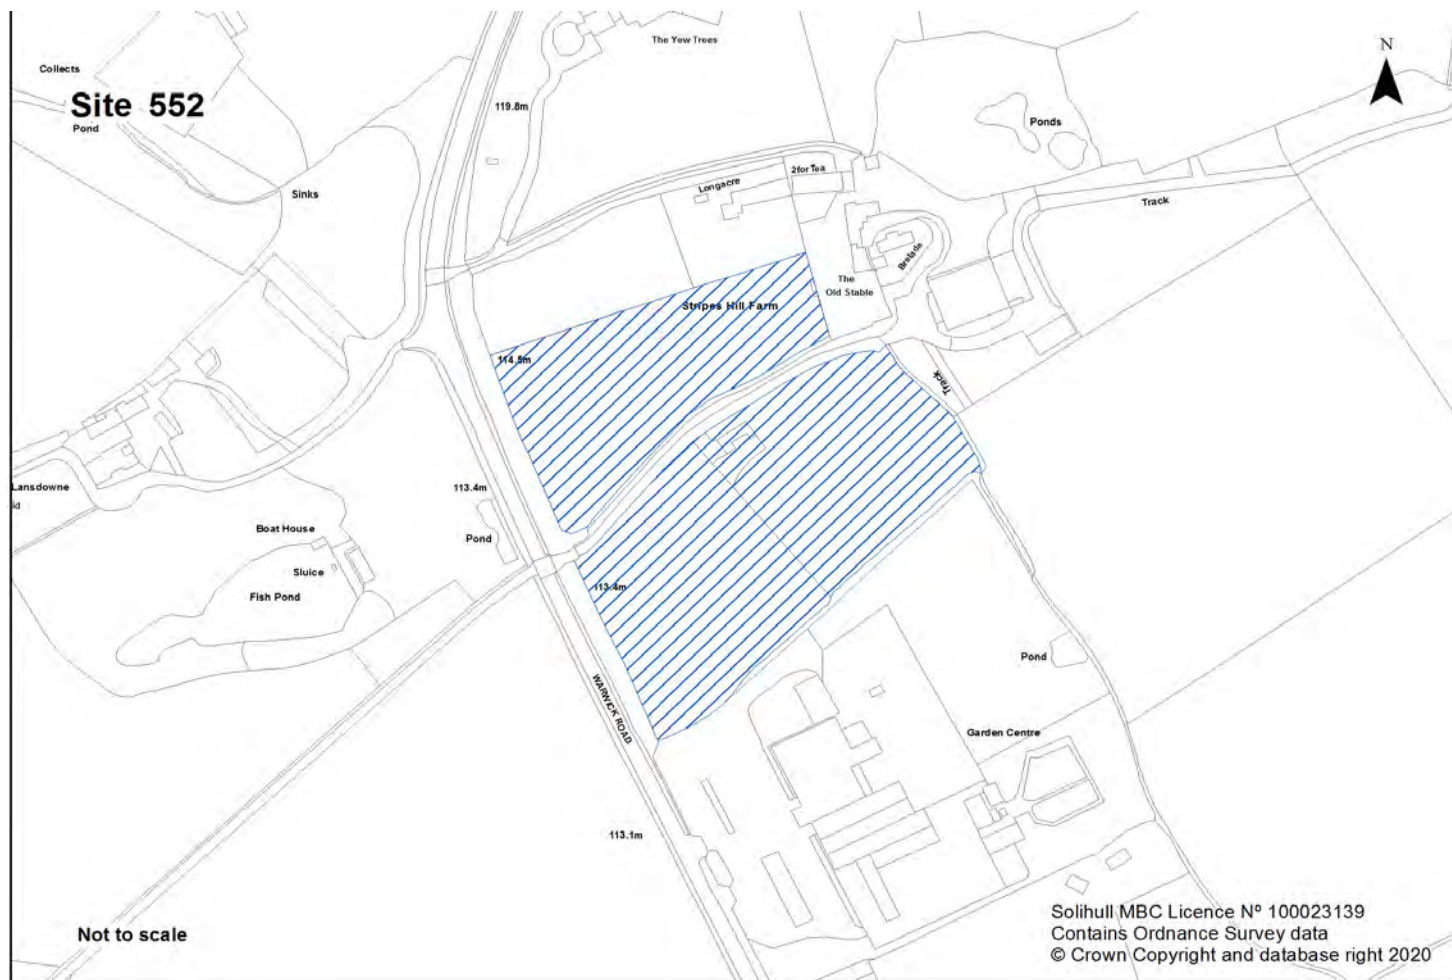 The Yew Trees
N
Collects
Site 552
Pond
119.8m
Ponds
2forTea
Longacre
Sinks
Track
Brelade
The
Old Stable
Stripes Hill Farm
114.5m
Track
Lansdowne
113.4m
Boat House
Pond
Sluice
Fish Pond
113.4m
Pond
WARWICK ROAD
Garden Centre
113.1m
Not to scale
Solihull MBC Licence Nº 100023139
Contains Ordnance Survey data
© Crown Copyright and database right 2020